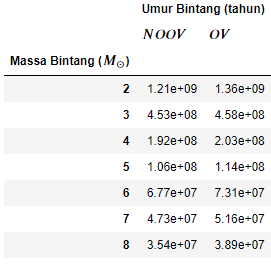 Umur Bintang (tahun)
NOOV OV
Massa Bintang (M⊙)
2 1.21e+09 1.36e+09
3 4.53e+08 4.58e+08
4 1.92e+08 2.03e+08
5 1.06e+08 1.14e+08
6 6.77e+07 7.31e+07
7 4.73e+07 5.16e+07
8 3.54e+07 3.89e+07